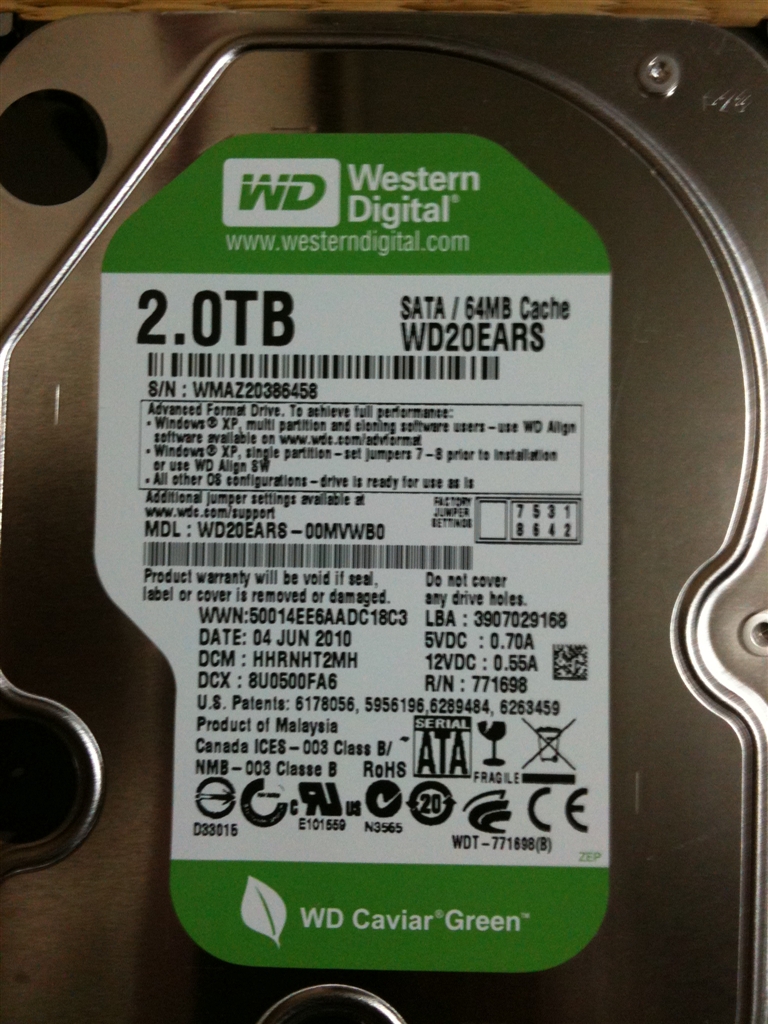 WD Western
Digital®
www.westerndigital.com
2.0TB
SATA / 64MB Cache
WD20EARS
S/N : WMAZ20386458
Advanced Format Drive. To achieve full performance:
• Windows® XP, multi partition and cloning software users – use WD Align
software available on www.wdc.com/advformat
• Windows® XP, single partition – set jumpers 7 – 8 prior to installation
or use WD Align SW
• All other OS configurations – drive is ready for use as is
Additional jumper settings available at
www.wdc.com/support
FACTORY
JUMPER
SETTINGS
7 5 3 1
8 6 4 2
MDL : WD20EARS – 00MVWB0
Product warranty will be void if seal,
label or cover is removed or damaged.
Do not cover
any drive holes.
WWN:50014EE6AADC18C3
DATE: 04 JUN 2010
DCM : HHRNHT2MH
DCX : 8U0500FA6
LBA : 3907029168
5VDC : 0.70A
12VDC : 0.55A
R/N : 771698
U.S. Patents: 6178056, 5956196,6289484, 6263459
Product of Malaysia
Canada ICES – 003 Class B/
NMB – 003 Classe B RoHS
SERIAL
ATA
FRAGILE
D33015
c RU us
E101559
N3565
20
CE
WDT – 771698(B)
ZEP
WD Caviar® Green™